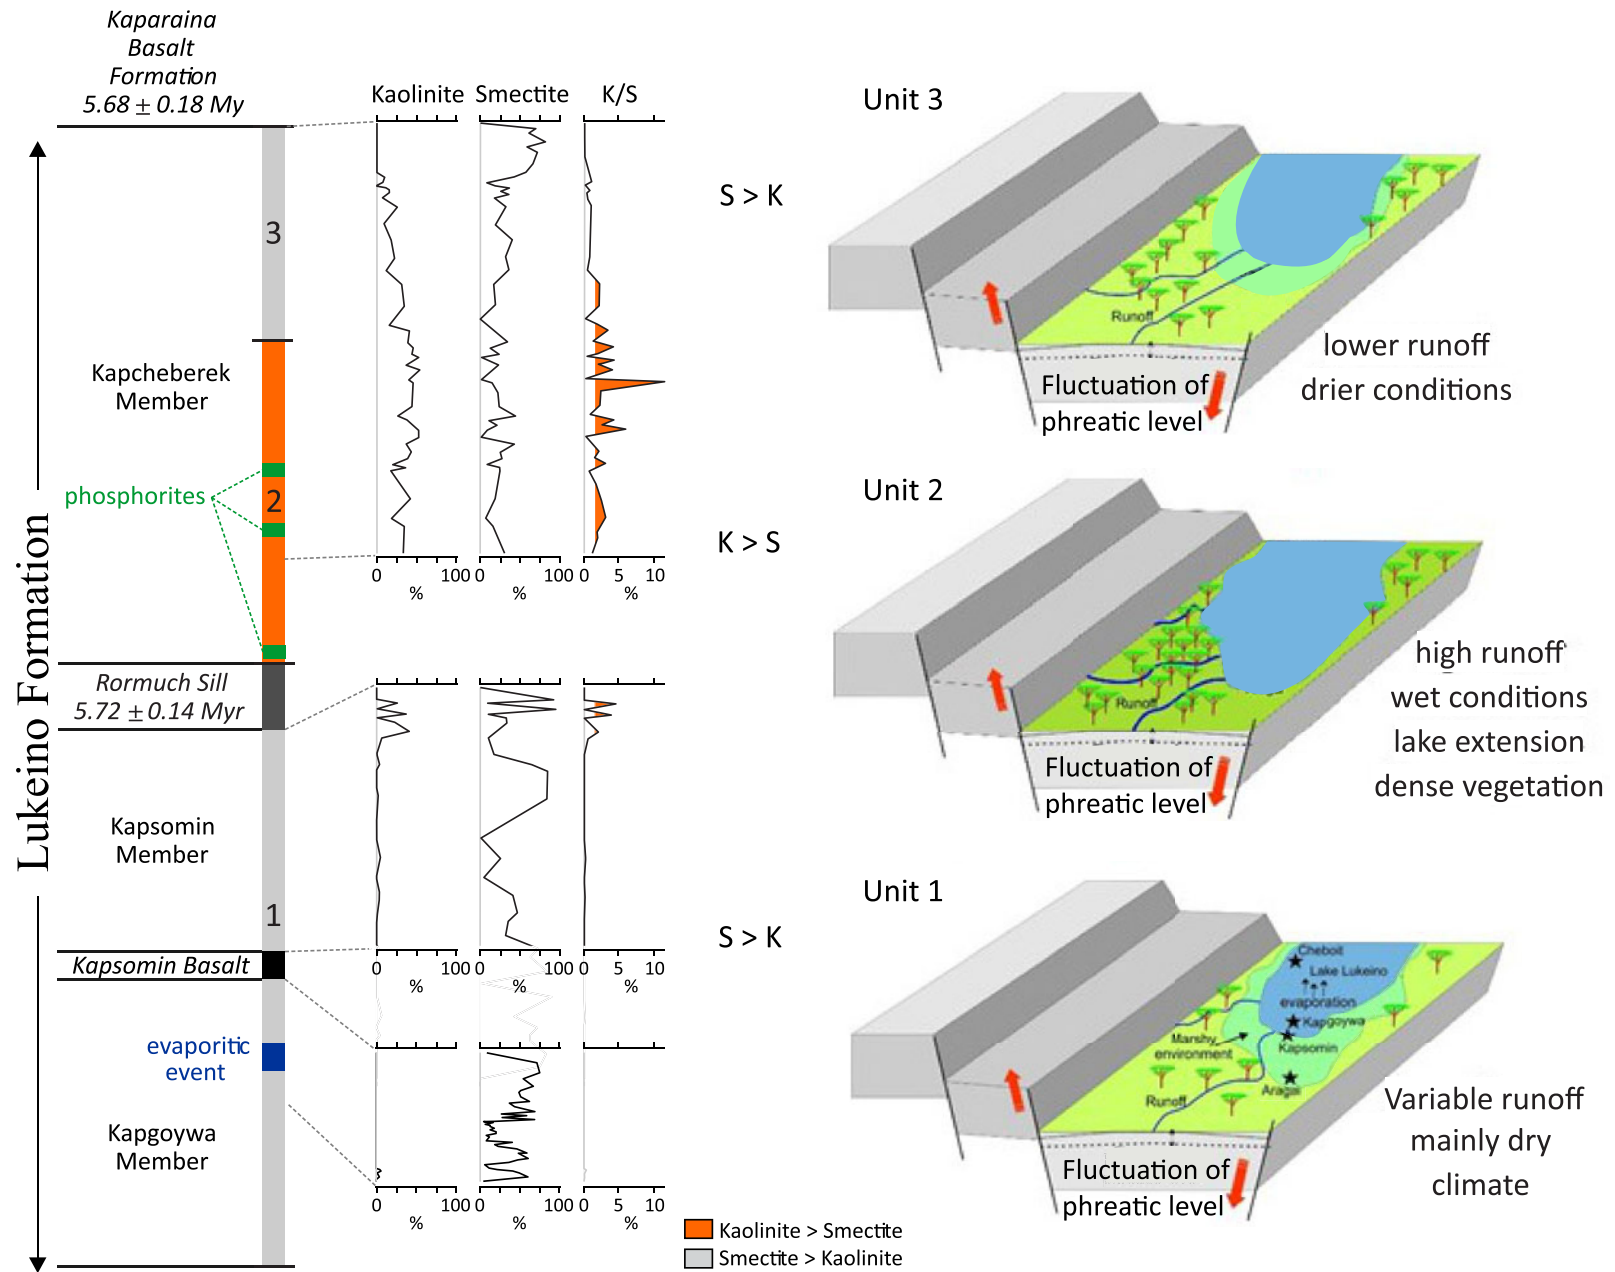 Kaparaina
Basalt
Formation
5.68 ± 0.18 My
Kaolinite
Smectite
K/S
3
Kapcheberek
Member
phosphorites
2
0
100
%
0
100
%
0
5
10
%
Lukeino Formation
Rormuch Sill
5.72 ± 0.14 Myr
Kapsomin
Member
1
Kapsomin Basalt
0
100
%
0
100
%
0
5
10
%
evaporitic
event
Kapgoywa
Member
0
100
%
0
100
%
0
5
10
%
Kaolinite > Smectite
Smectite > Kaolinite
S > K
K > S
S > K
Unit 3
Runoff
Fluctuation of
phreatic level
lower runoff
drier conditions
Unit 2
Runoff
Fluctuation of
phreatic level
high runoff
wet conditions
lake extension
dense vegetation
Unit 1
Cheboit
Lake Lukeino
evaporation
Kapgoywa
Marshy
environment
Kapsomin
Aragai
Runoff
Fluctuation of
phreatic level
Variable runoff
mainly dry
climate